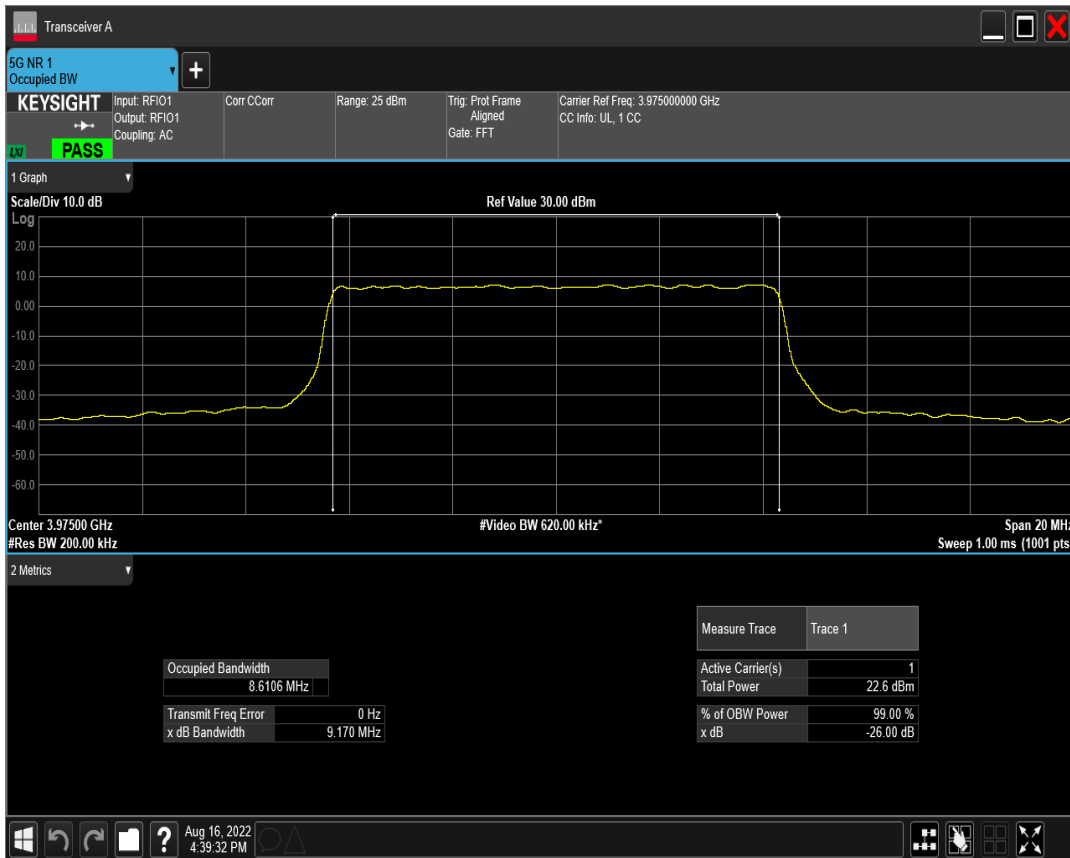 Transceiver A
5G NR 1
Occupied BW
KEYSIGHT
LXI
PASS
Input: RFIO1
Output: RFIO1
Coupling: AC
Corr CCorr
Range: 25 dBm
Trig: Prot Frame
Aligned
Gate: FFT
Carrier Ref Freq: 3.975000000 GHz
CC Info: UL, 1 CC
1 Graph
Scale/Div 10.0 dB
Ref Value 30.00 dBm
Log
20.0
10.0
0.00
-10.0
-20.0
-30.0
-40.0
-50.0
-60.0
Center 3.97500 GHz
#Video BW 620.00 kHz*
Span 20 MHz
#Res BW 200.00 kHz
Sweep 1.00 ms (1001 pts
2 Metrics
Measure Trace Trace 1
Occupied Bandwidth
8.6106 MHz
Active Carrier(s) 1
Total Power 22.6 dBm
Transmit Freq Error 0 Hz
x dB Bandwidth 9.170 MHz
% of OBW Power 99.00 %
x dB -26.00 dB
?
Aug 16, 2022
4:39:32 PM